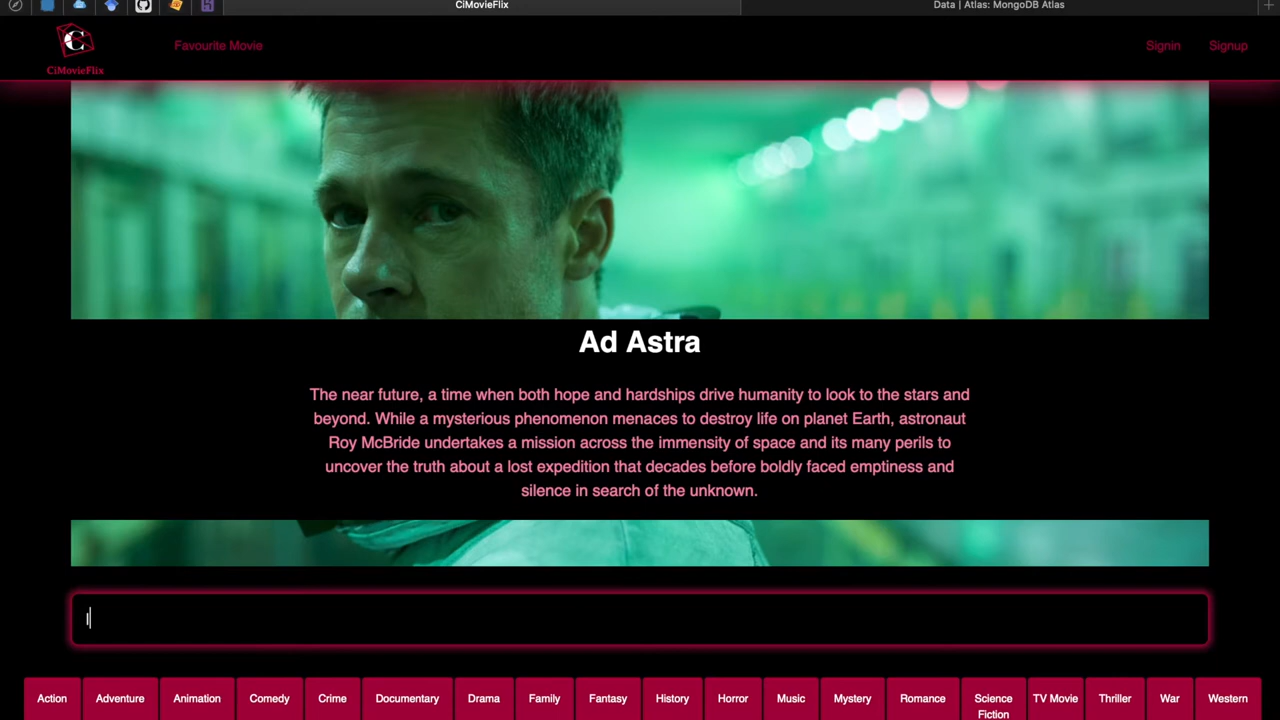 CiMovieFlix
Data | Atlas: MongoDB Atlas
C
CiMovieFlix
Favourite Movie
Signin
Signup
Ad Astra
The near future, a time when both hope and hardships drive humanity to look to the stars and
beyond. While a mysterious phenomenon menaces to destroy life on planet Earth, astronaut
Roy McBride undertakes a mission across the immensity of space and its many perils to
uncover the truth about a lost expedition that decades before boldly faced emptiness and
silence in search of the unknown.
Action
Adventure
Animation
Comedy
Crime
Documentary
Drama
Family
Fantasy
History
Horror
Music
Mystery
Romance
Science
Fiction
TV Movie
Thriller
War
Western